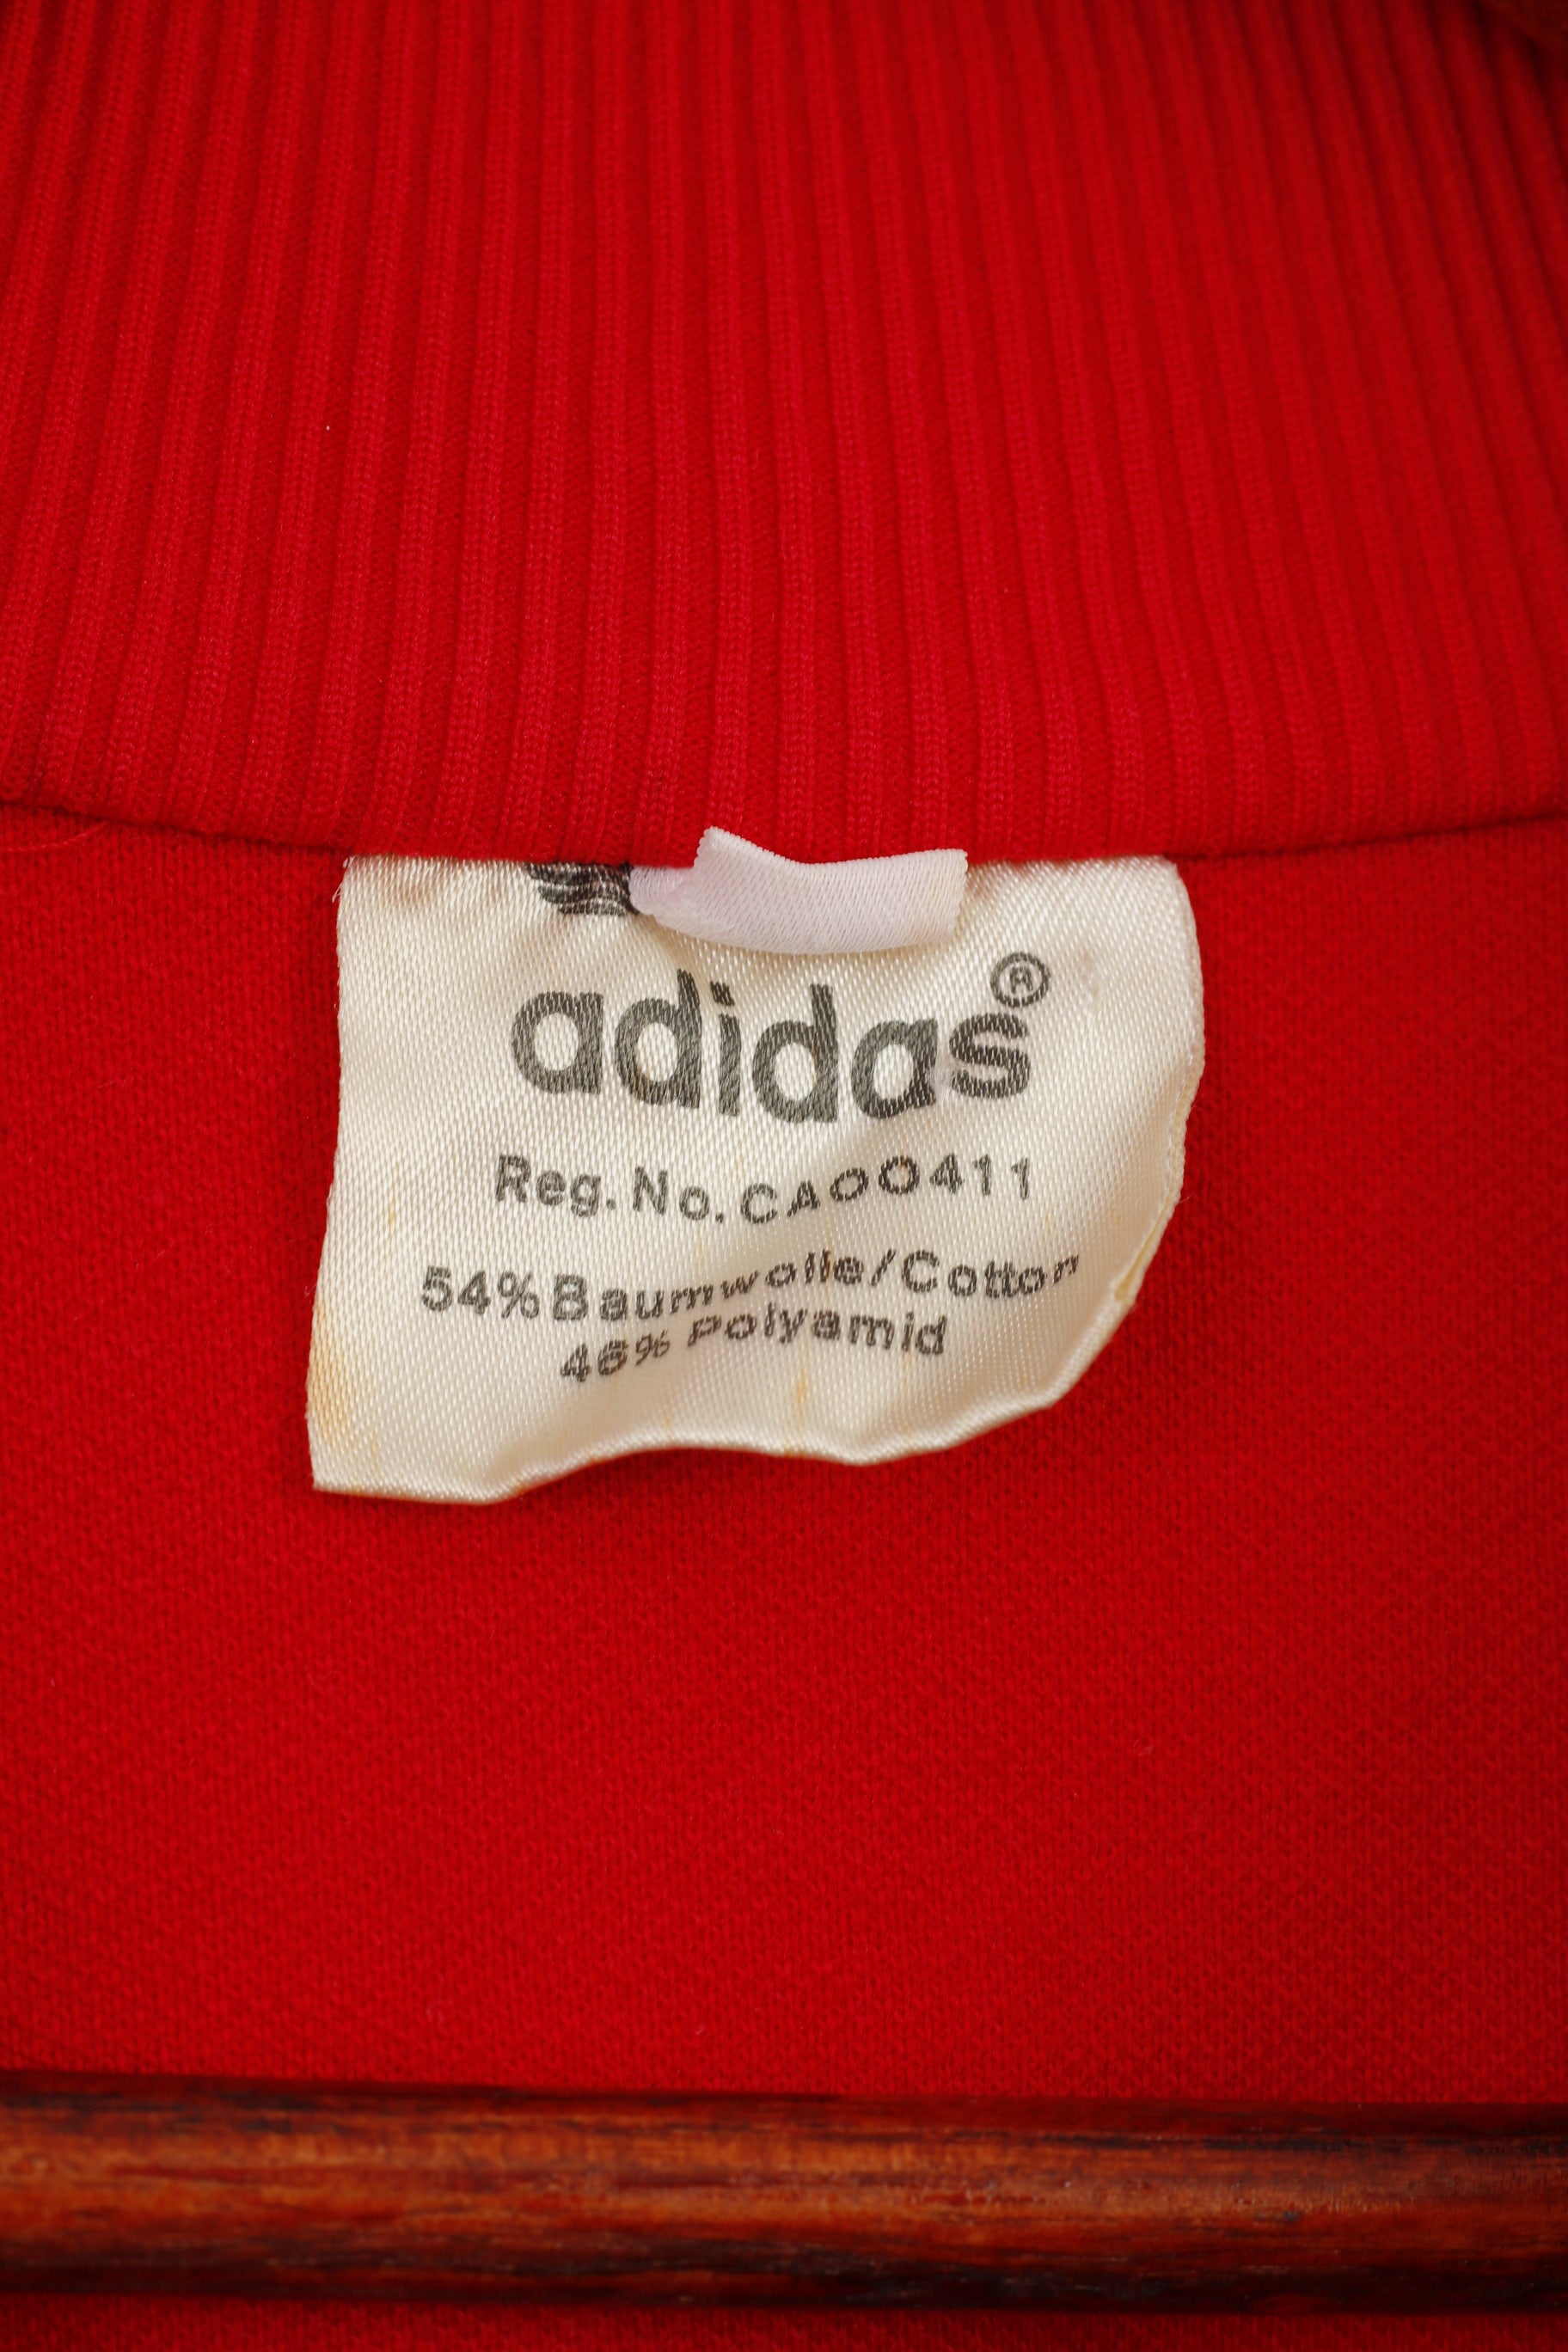 adidas®
Reg. No. CA00411
54% Baumwolle/Cotton
46% Polyamid